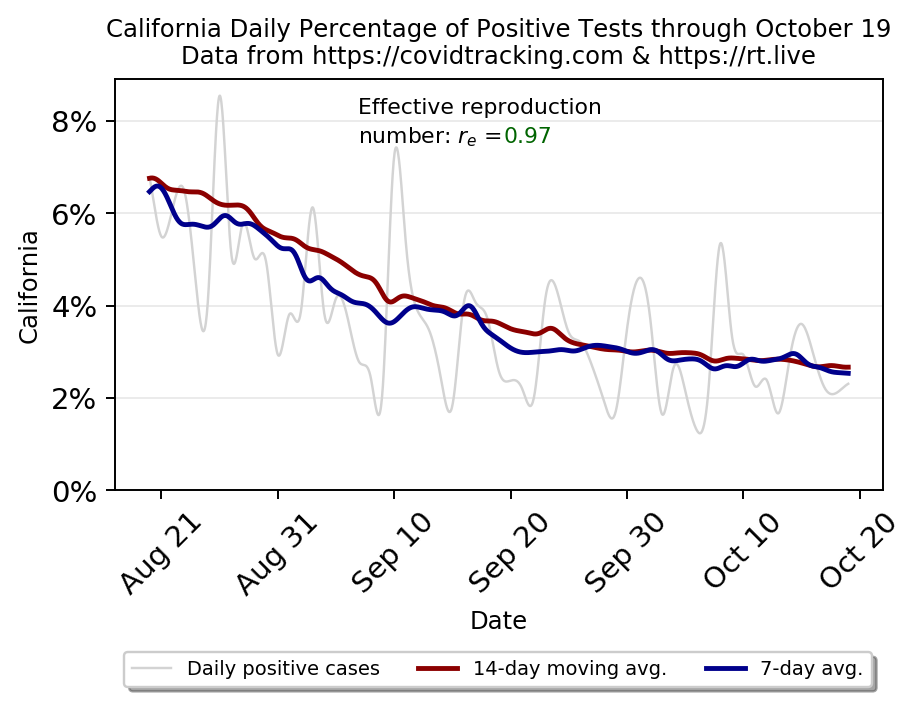 California Daily Percentage of Positive Tests through October 19
Data from https://covidtracking.com & https://rt.live
Effective reproduction
number: rₑ =0.97
8%
6%
4%
2%
0%
California
Aug 21
Aug 31
Sep 10
Sep 20
Sep 30
Oct 10
Oct 20
Date
Daily positive cases
14-day moving avg.
7-day avg.